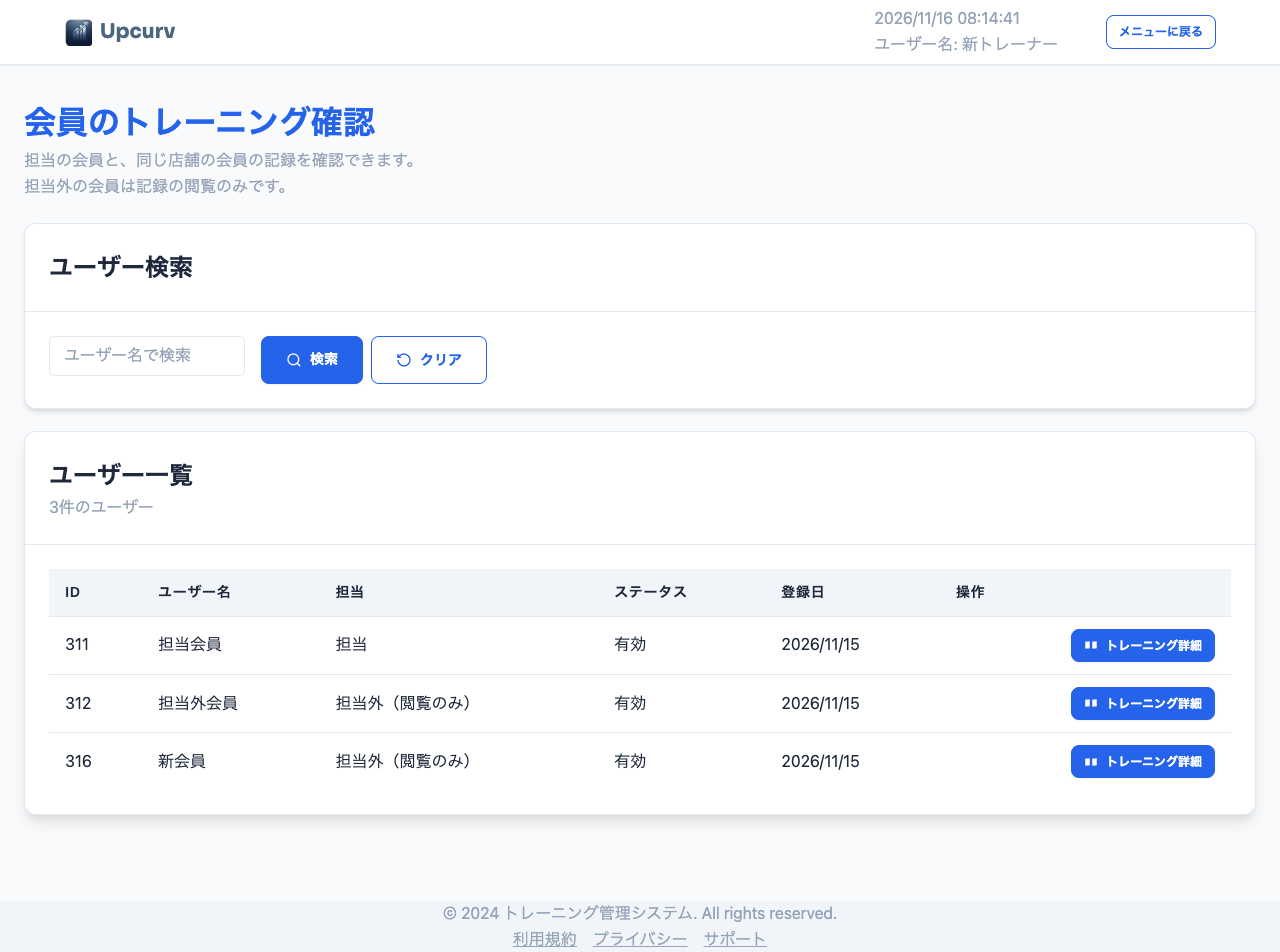 Upcurv
2026/11/16 08:14:41
ユーザー名: 新トレーナー
メニューに戻る
会員のトレーニング確認
担当の会員と、同じ店舗の会員の記録を確認できます。
担当外の会員は記録の閲覧のみです。
ユーザー検索
ユーザー名で検索
検索
クリア
ユーザー一覧
3件のユーザー
ID ユーザー名 担当 ステータス 登録日 操作
311 担当会員 担当 有効 2026/11/15 トレーニング詳細
312 担当外会員 担当外（閲覧のみ） 有効 2026/11/15 トレーニング詳細
316 新会員 担当外（閲覧のみ） 有効 2026/11/15 トレーニング詳細
© 2024 トレーニング管理システム. All rights reserved.
利用規約 プライバシー サポート